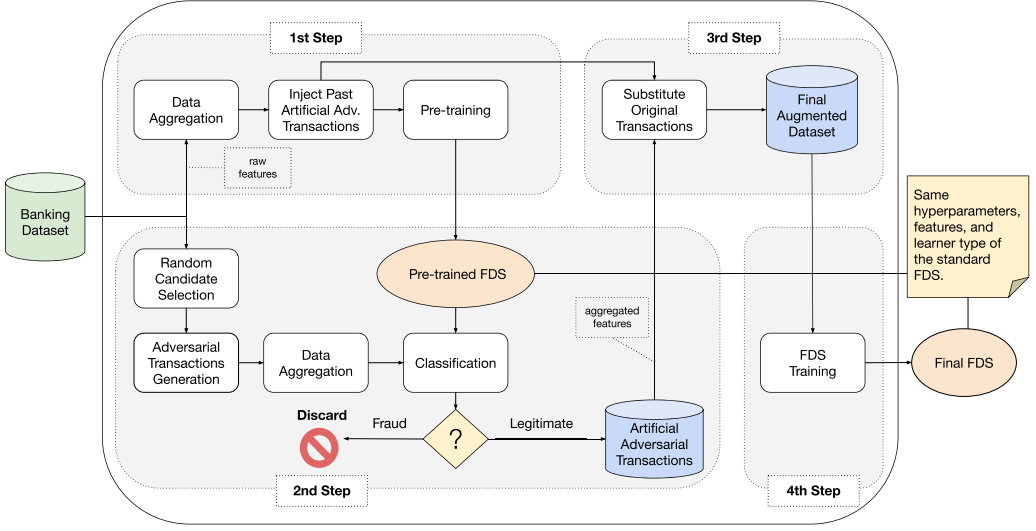 1st Step
3rd Step
Data
Aggregation
Inject Past
Artificial Adv.
Transactions
Pre-training
Substitute
Original
Transactions
Final
Augmented
Dataset
raw
features
Banking
Dataset
Same
hyperparameters,
features, and
learner type of
the standard
FDS.
Random
Candidate
Selection
Pre-trained FDS
aggregated
features
Adversarial
Transactions
Generation
Data
Aggregation
Classification
FDS
Training
Final FDS
Discard
Fraud
?
Legitimate
Artificial
Adversarial
Transactions
2nd Step
4th Step